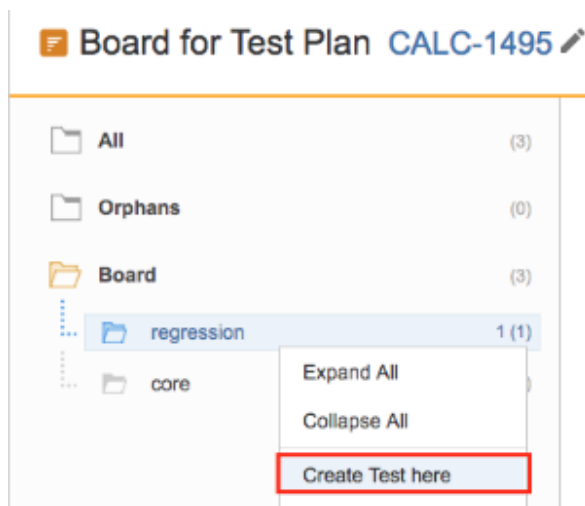 Board for Test Plan CALC-1495
All (3)
Orphans (0)
Board (3)
regression 1 (1)
Expand All
core
Collapse All
Create Test here